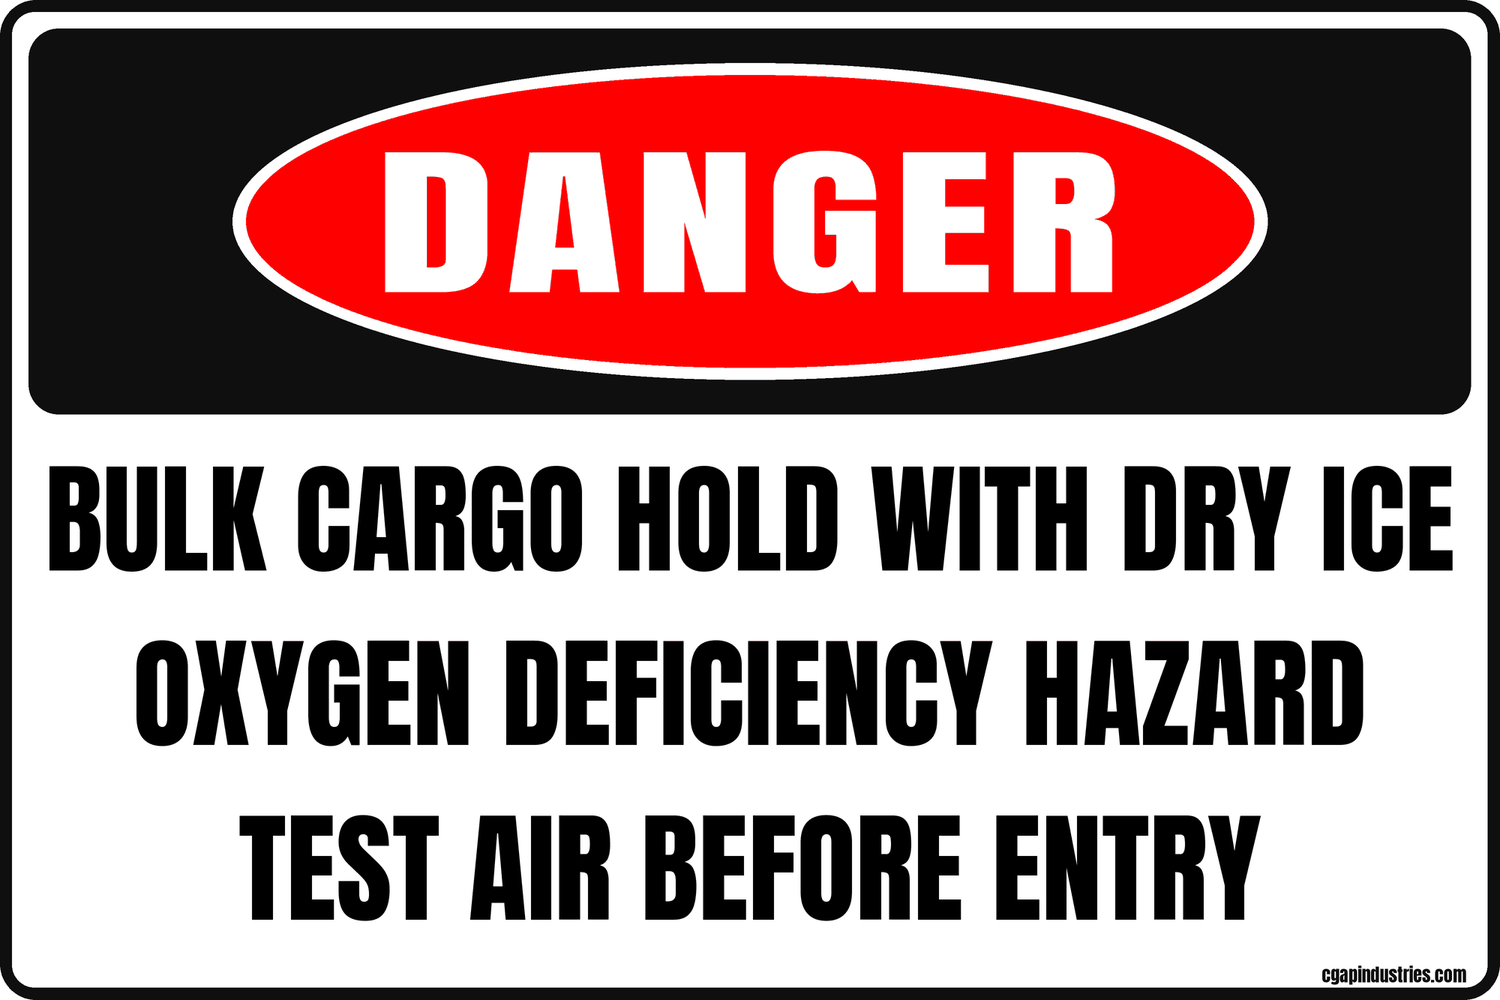 DANGER
BULK CARGO HOLD WITH DRY ICE
OXYGEN DEFICIENCY HAZARD
TEST AIR BEFORE ENTRY
cgapindustries.com